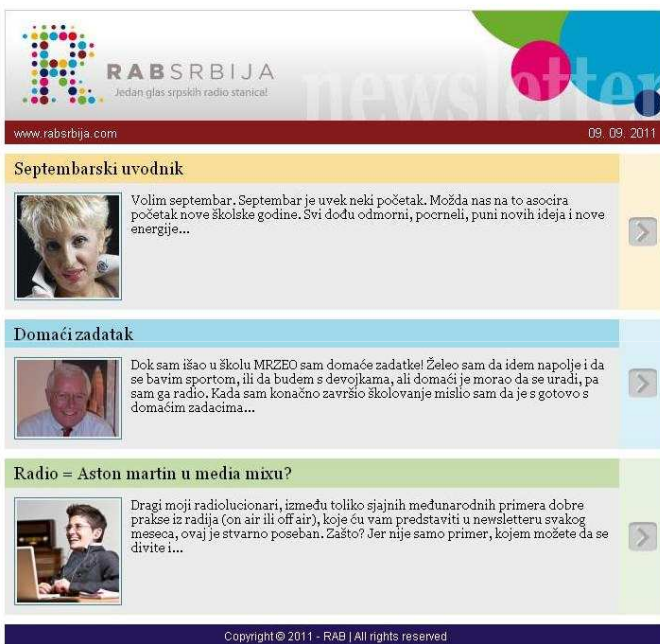 RABSRBIJA
Jedan glas srpskih radio stanica!
newsletter
www.rabsrbija.com
09. 09. 2011
Septembarski uvodnik
Volim septembar. Septembar je uvek neki početak. Možda nas na to asocira
početak nove školske godine. Svi dođu odmorni, pocrneli, puni novih ideja i nove
energije...
Domaći zadatak
Dok sam išao u školu MRZEO sam domaće zadatke! Želeo sam da idem napolje i da
se bavim sportom, ili da budem s devojkama, ali domaći je morao da se uradi, pa
sam ga radio. Kada sam konačno završio školovanje mislio sam da je s gotovo s
domaćim zadacima...
Radio = Aston martin u media mixu?
Dragi moji radiolucionari, između toliko sjajnih međunarodnih primera dobre
prakse iz radija (on air ili off air), koje ću vam predstaviti u newsletteru svakog
meseca, ovaj je stvarno poseban. Zašto? Jer nije samo primer, kojem možete da se
divite i...
Copyright © 2011 - RAB | All rights reserved